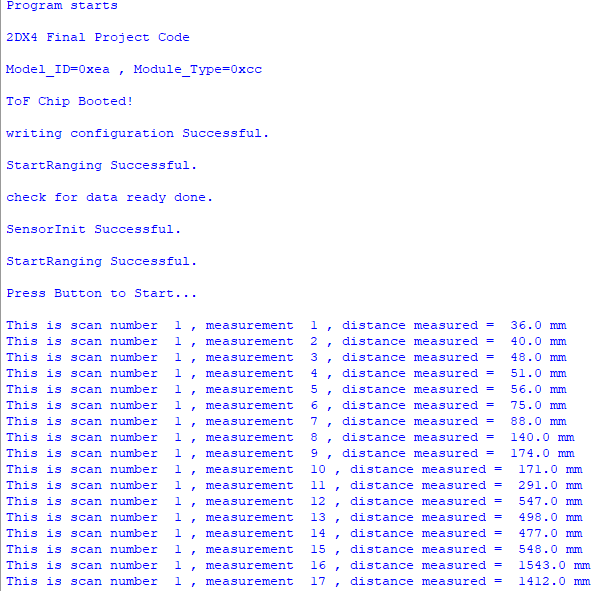 Program starts
2DX4 Final Project Code
Model_ID=0xea , Module_Type=0xcc
ToF Chip Booted!
writing configuration Successful.
StartRanging Successful.
check for data ready done.
SensorInit Successful.
StartRanging Successful.
Press Button to Start...
This is scan number  1 , measurement  1 , distance measured =  36.0 mm
This is scan number  1 , measurement  2 , distance measured =  40.0 mm
This is scan number  1 , measurement  3 , distance measured =  48.0 mm
This is scan number  1 , measurement  4 , distance measured =  51.0 mm
This is scan number  1 , measurement  5 , distance measured =  56.0 mm
This is scan number  1 , measurement  6 , distance measured =  75.0 mm
This is scan number  1 , measurement  7 , distance measured =  88.0 mm
This is scan number  1 , measurement  8 , distance measured =  140.0 mm
This is scan number  1 , measurement  9 , distance measured =  174.0 mm
This is scan number  1 , measurement  10 , distance measured =  171.0 mm
This is scan number  1 , measurement  11 , distance measured =  291.0 mm
This is scan number  1 , measurement  12 , distance measured =  547.0 mm
This is scan number  1 , measurement  13 , distance measured =  498.0 mm
This is scan number  1 , measurement  14 , distance measured =  477.0 mm
This is scan number  1 , measurement  15 , distance measured =  548.0 mm
This is scan number  1 , measurement  16 , distance measured =  1543.0 mm
This is scan number  1 , measurement  17 , distance measured =  1412.0 mm